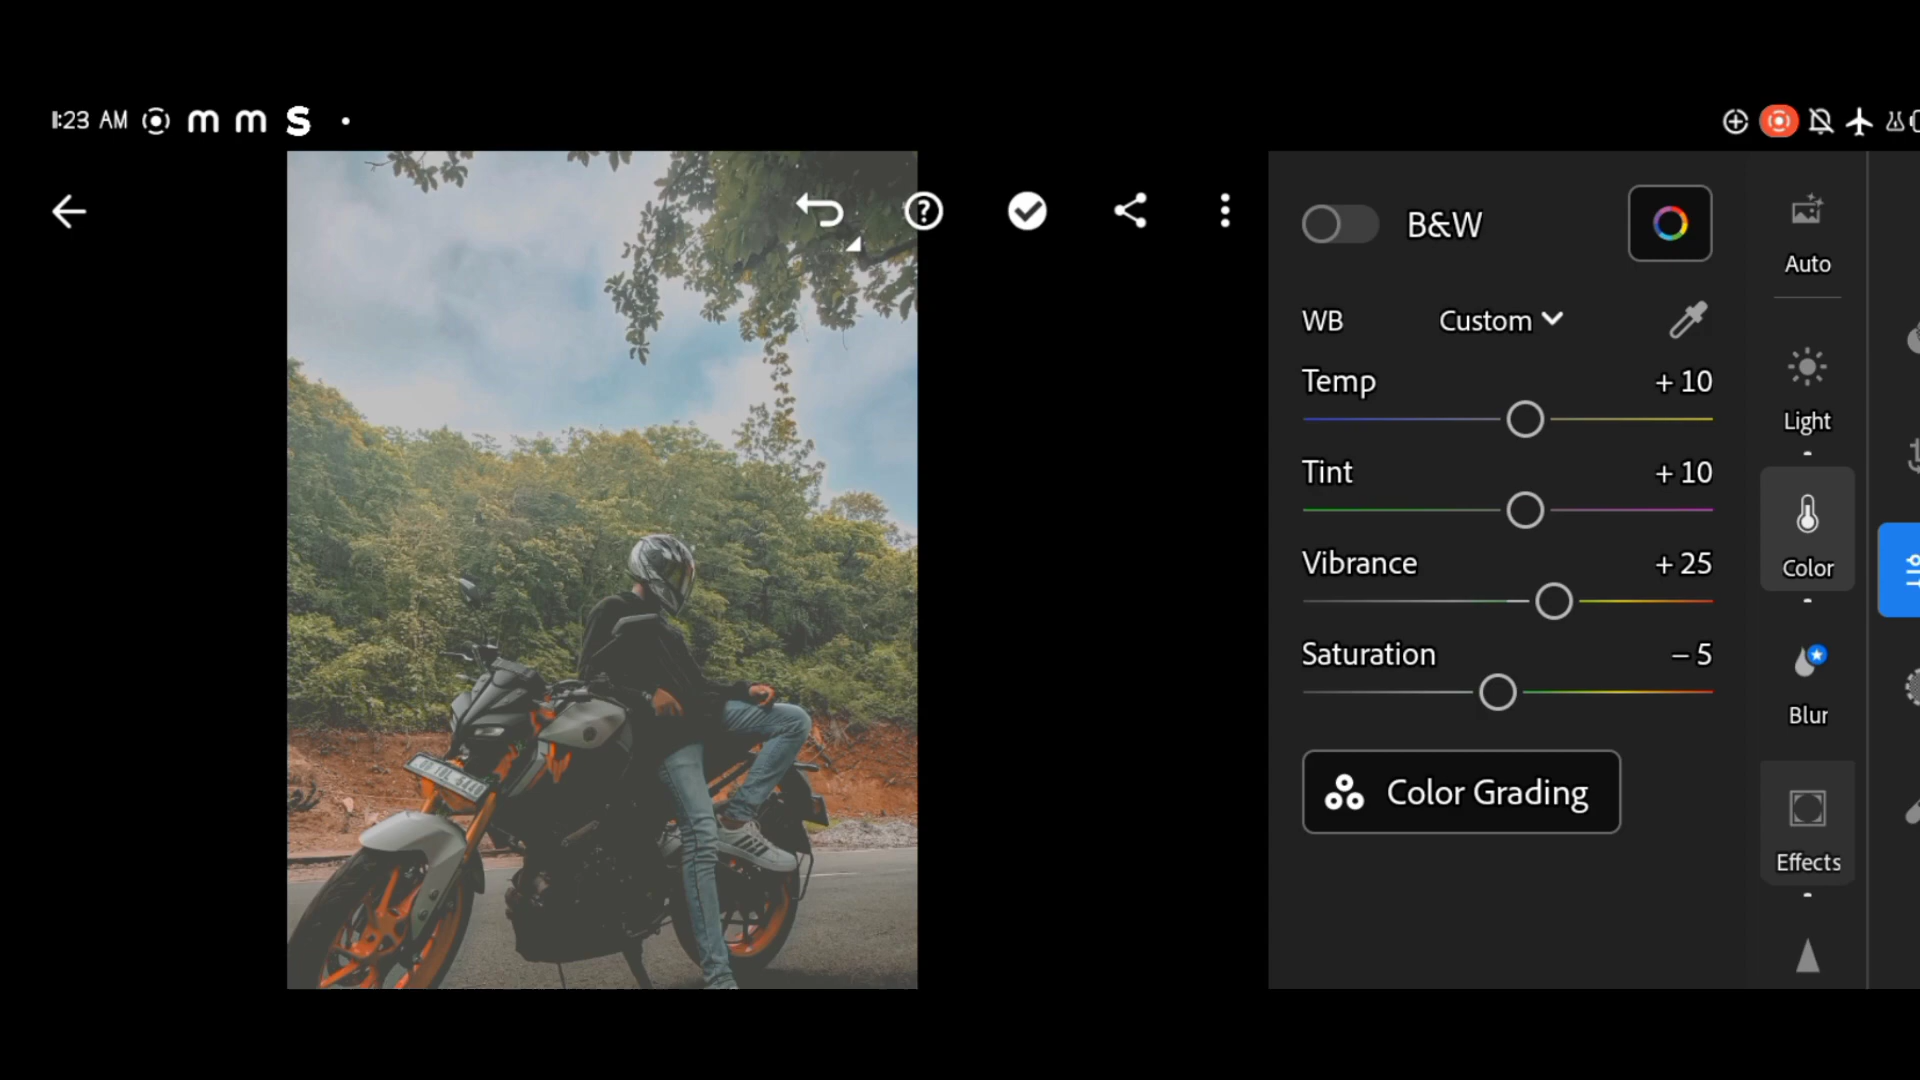 1:23 AM m m S
B&W
WB Custom
Temp +10
Tint +10
Vibrance +25
Saturation –5
Color Grading
Auto
Light
Color
Blur
Effects